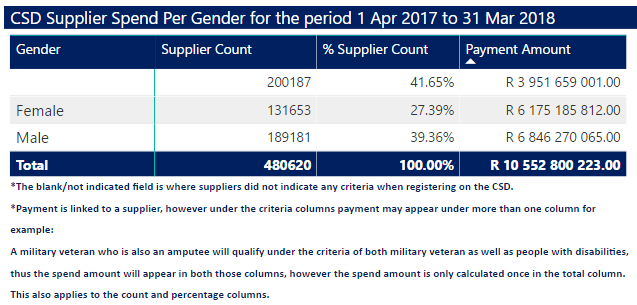 CSD Supplier Spend Per Gender for the period 1 Apr 2017 to 31 Mar 2018
Gender Supplier Count % Supplier Count Payment Amount
200187 41.65% R 3 951 659 001.00
Female 131653 27.39% R 6 175 185 812.00
Male 189181 39.36% R 6 846 270 065.00
Total 480620 100.00% R 10 552 800 223.00
*The blank/not indicated field is where suppliers did not indicate any criteria when registering on the CSD.
*Payment is linked to a supplier, however under the criteria columns payment may appear under more than one column for
example:
A military veteran who is also an amputee will qualify under the criteria of both military veteran as well as people with disabilities,
thus the spend amount will appear in both those columns, however the spend amount is only calculated once in the total column.
This also applies to the count and percentage columns.